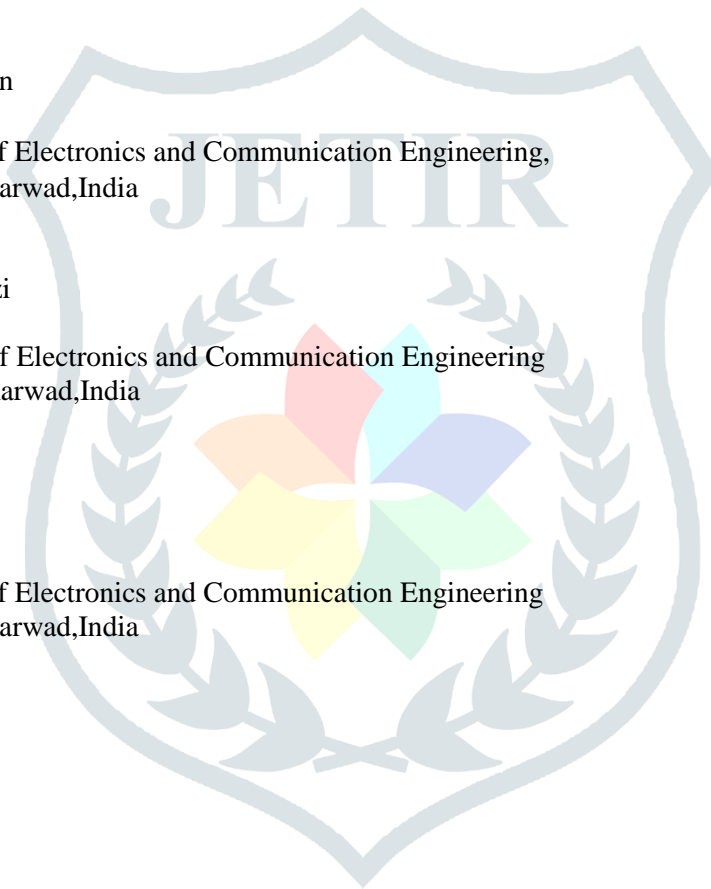 n
f Electronics and Communication Engineering,
arwad,India
JETIR
zi
f Electronics and Communication Engineering
arwad,India
f Electronics and Communication Engineering
arwad,India